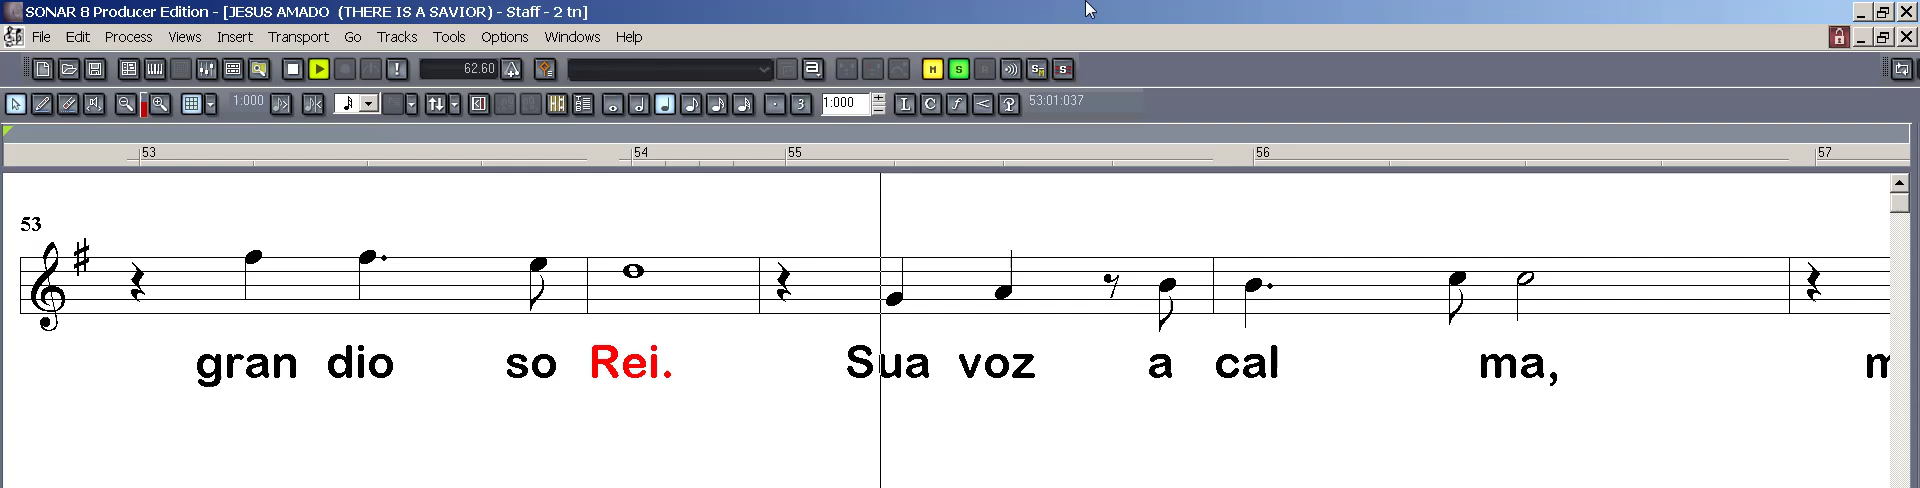 SONAR 8 Producer Edition - [JESUS AMADO (THERE IS A SAVIOR) - Staff - 2 tn]
File Edit Process Views Insert Transport Go Tracks Tools Options Windows Help
62.60 M S
1:000 3 1:000 L C f 53:01:037
53 54 55 56 57
53
gran dio so Rei. Sua voz a cal ma, m